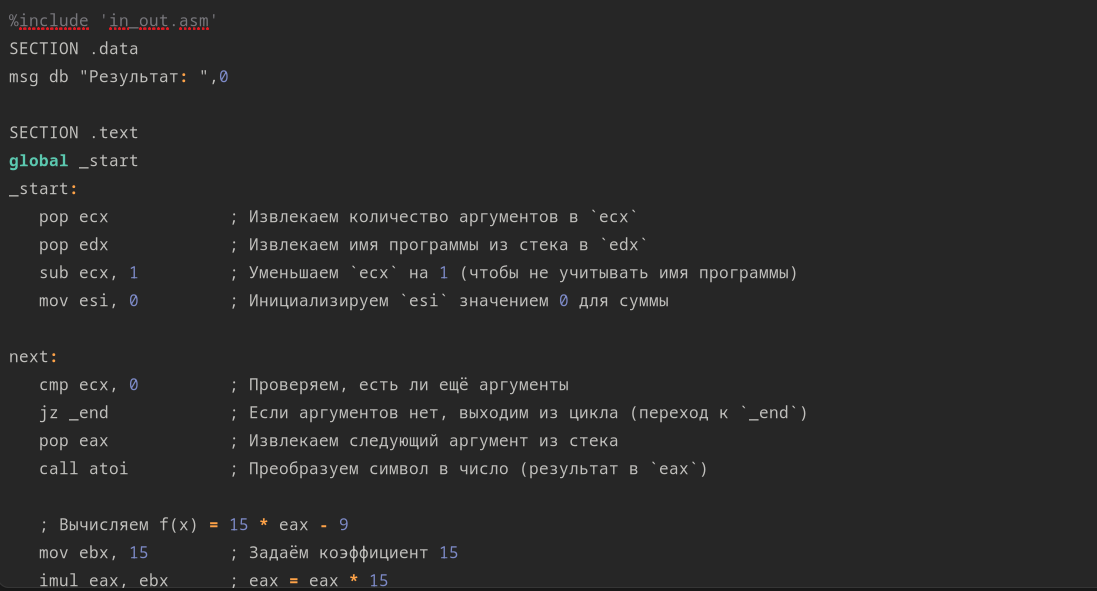 %include 'in_out.asm'
SECTION .data
msg db "Результат: ",0
SECTION .text
global _start
_start:
pop ecx ; Извлекаем количество аргументов в `ecx`
pop edx ; Извлекаем имя программы из стека в `edx`
sub ecx, 1 ; Уменьшаем `ecx` на 1 (чтобы не учитывать имя программы)
mov esi, 0 ; Инициализируем `esi` значением 0 для суммы
next:
cmp ecx, 0 ; Проверяем, есть ли ещё аргументы
jz _end ; Если аргументов нет, выходим из цикла (переход к `_end`)
pop eax ; Извлекаем следующий аргумент из стека
call atoi ; Преобразуем символ в число (результат в `eax`)
; Вычисляем f(x) = 15 * eax - 9
mov ebx, 15 ; Задаём коэффициент 15
imul eax, ebx ; eax = eax * 15